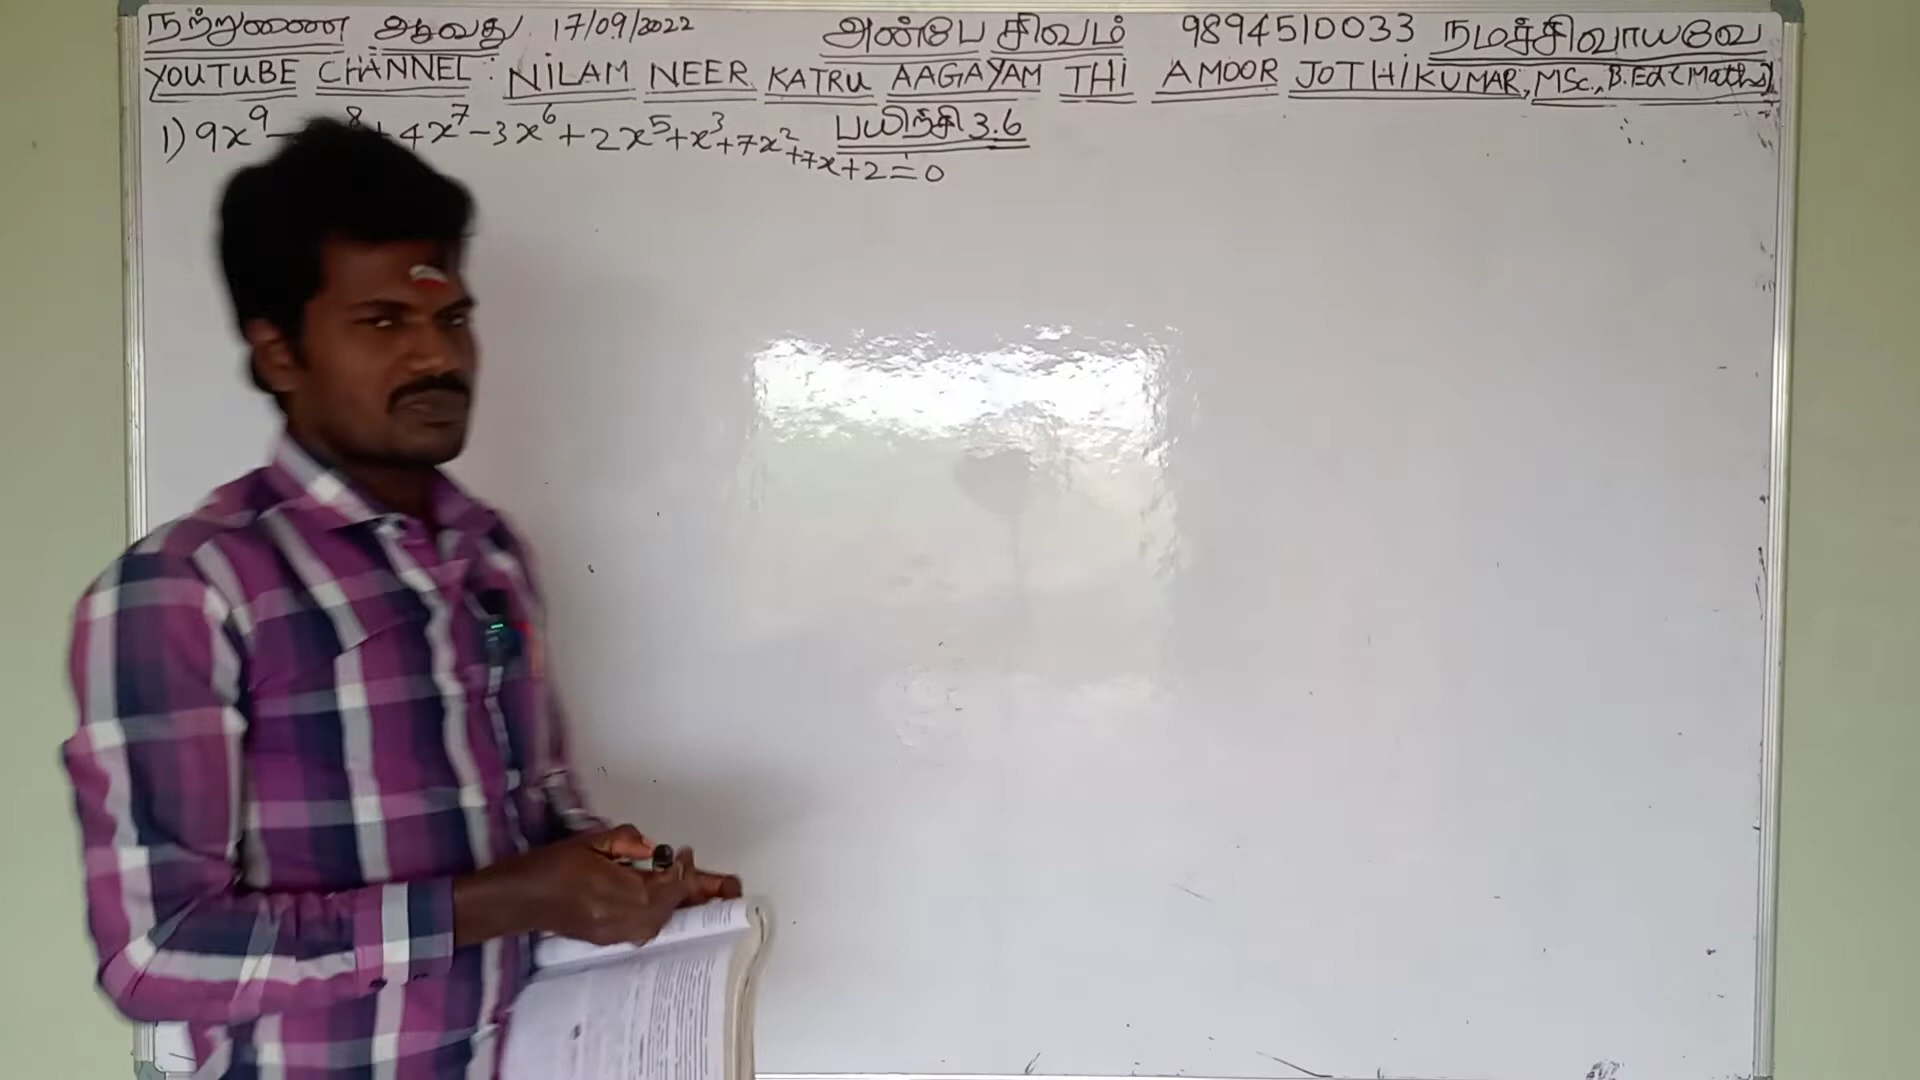 நற்றுணை ஆவது 17/09/2022 அன்பே சிவம் 9894510033 நமச்சிவாயவே
YOUTUBE CHANNEL : NILAM NEER KATRU AAGAYAM THI AMOOR JOTHIKUMAR, MSc., B.Ed (Maths)
1) 9x⁹ - ⁸ + 4x⁷ - 3x⁶ + 2x⁵ + x³ + 7x² + 7x + 2 = 0 பயிற்சி 3.6